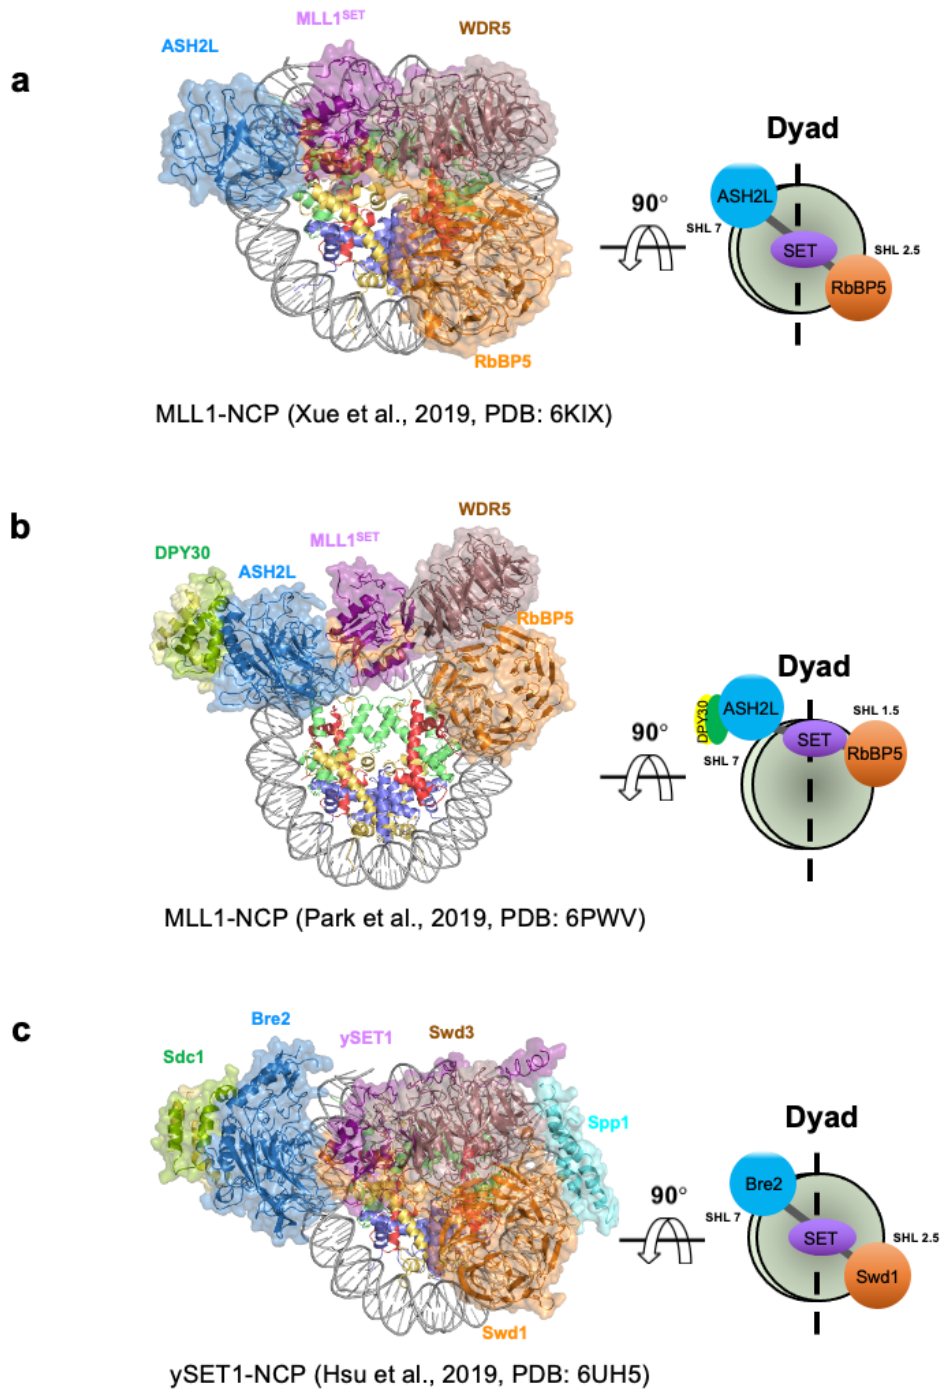 a
MLL1SET
ASH2L
WDR5
RbBP5
90°
Dyad
ASH2L
SHL 7
SET
SHL 2.5
RbBP5
MLL1-NCP (Xue et al., 2019, PDB: 6KIX)
b
WDR5
MLL1SET
DPY30
ASH2L
RbBP5
90°
Dyad
DPY30
ASH2L
SHL 1.5
SET
RbBP5
SHL 7
MLL1-NCP (Park et al., 2019, PDB: 6PWV)
c
Bre2
ySET1
Swd3
Sdc1
Spp1
Swd1
90°
Dyad
Bre2
SHL 7
SET
SHL 2.5
Swd1
ySET1-NCP (Hsu et al., 2019, PDB: 6UH5)